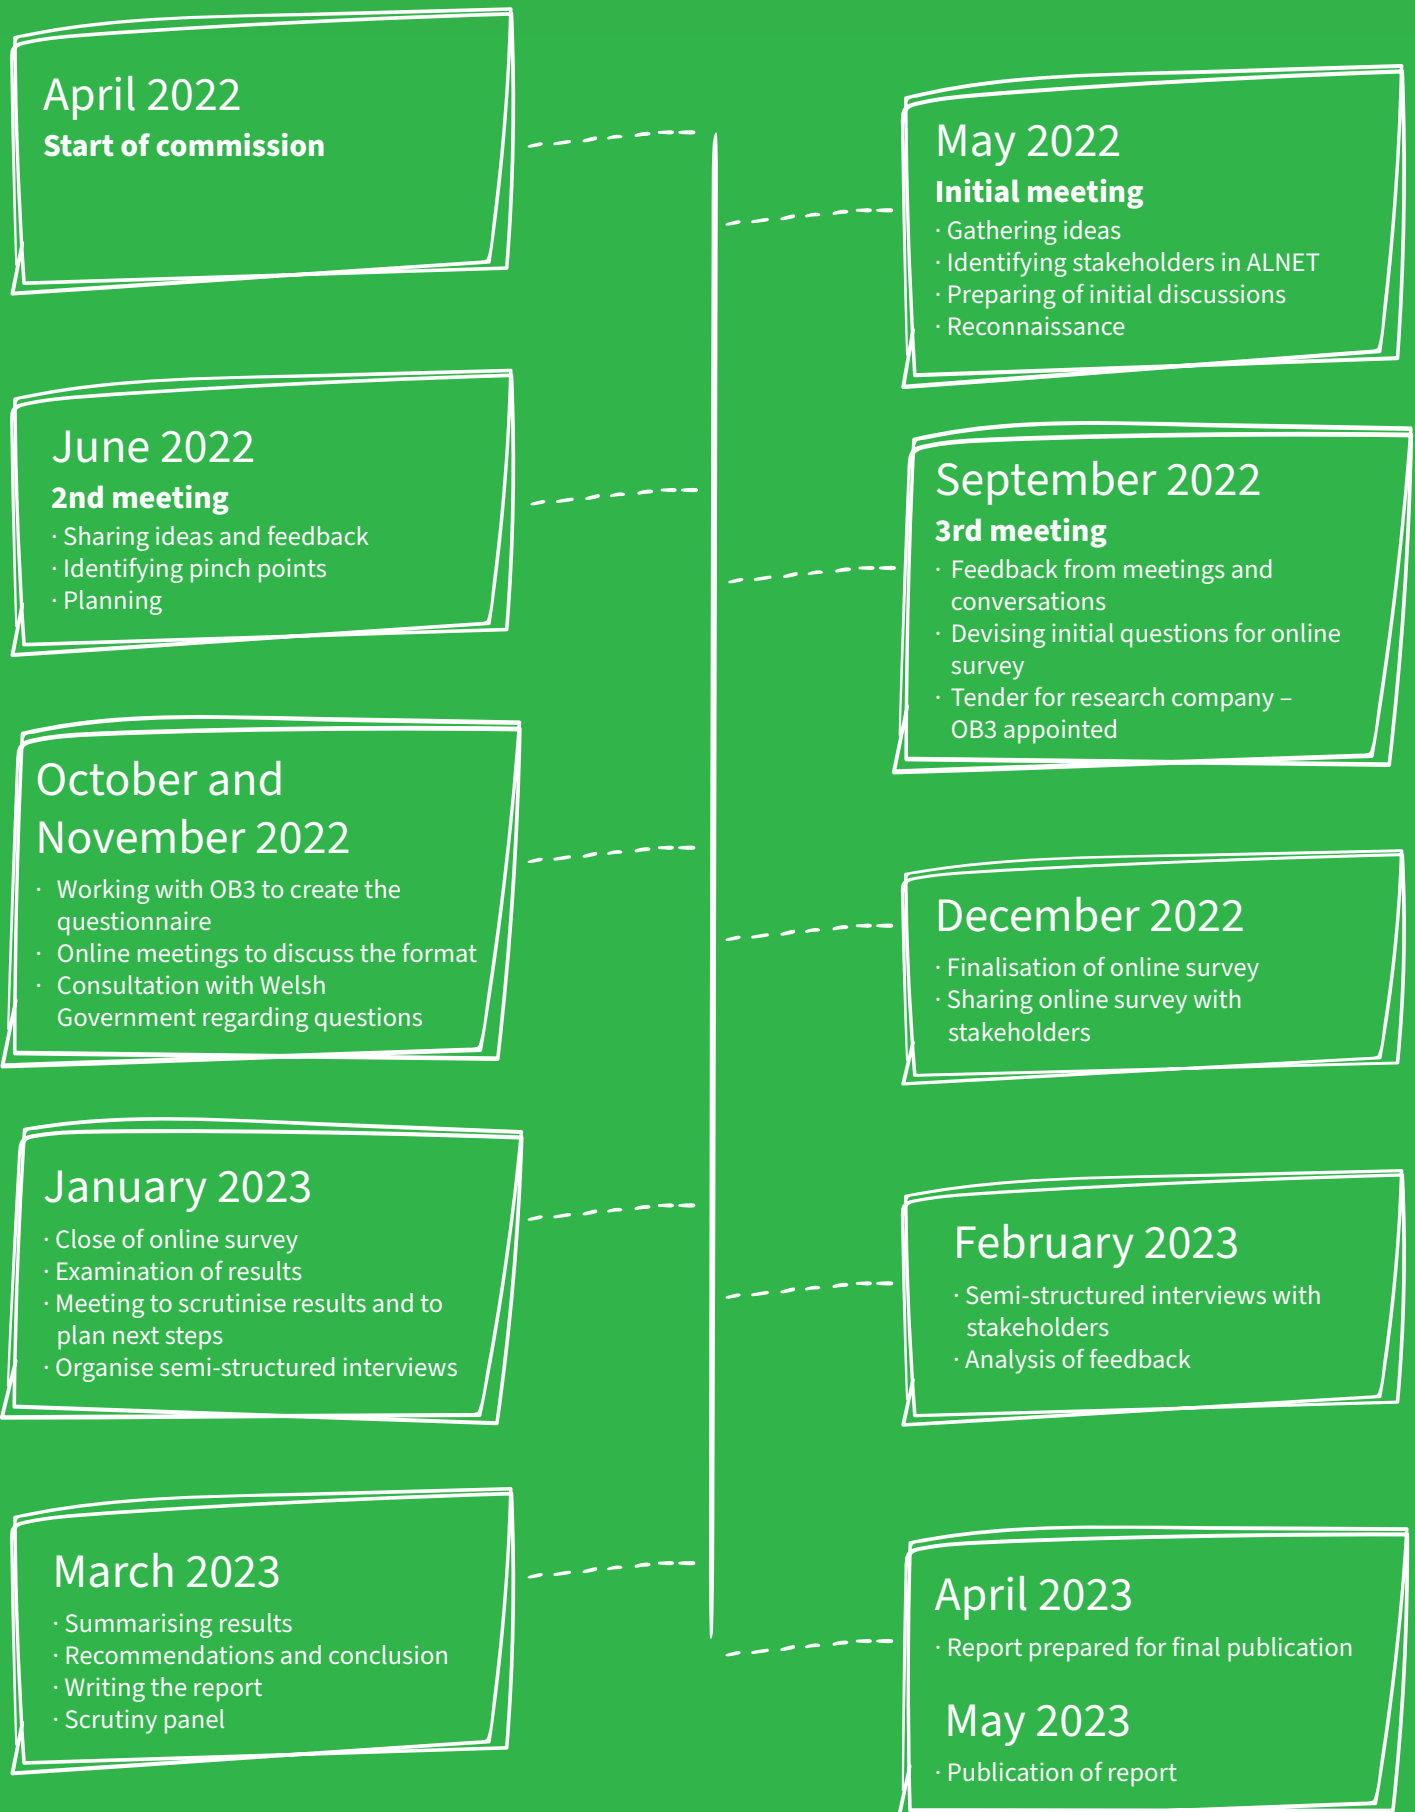 April 2022
Start of commission
May 2022
Initial meeting
· Gathering ideas
· Identifying stakeholders in ALNET
· Preparing of initial discussions
· Reconnaissance
June 2022
2nd meeting
· Sharing ideas and feedback
· Identifying pinch points
· Planning
September 2022
3rd meeting
· Feedback from meetings and
conversations
· Devising initial questions for online
survey
· Tender for research company –
OB3 appointed
October and
November 2022
· Working with OB3 to create the
questionnaire
· Online meetings to discuss the format
· Consultation with Welsh
Government regarding questions
December 2022
· Finalisation of online survey
· Sharing online survey with
stakeholders
January 2023
· Close of online survey
· Examination of results
· Meeting to scrutinise results and to
plan next steps
· Organise semi-structured interviews
February 2023
· Semi-structured interviews with
stakeholders
· Analysis of feedback
March 2023
· Summarising results
· Recommendations and conclusion
· Writing the report
· Scrutiny panel
April 2023
· Report prepared for final publication
May 2023
· Publication of report